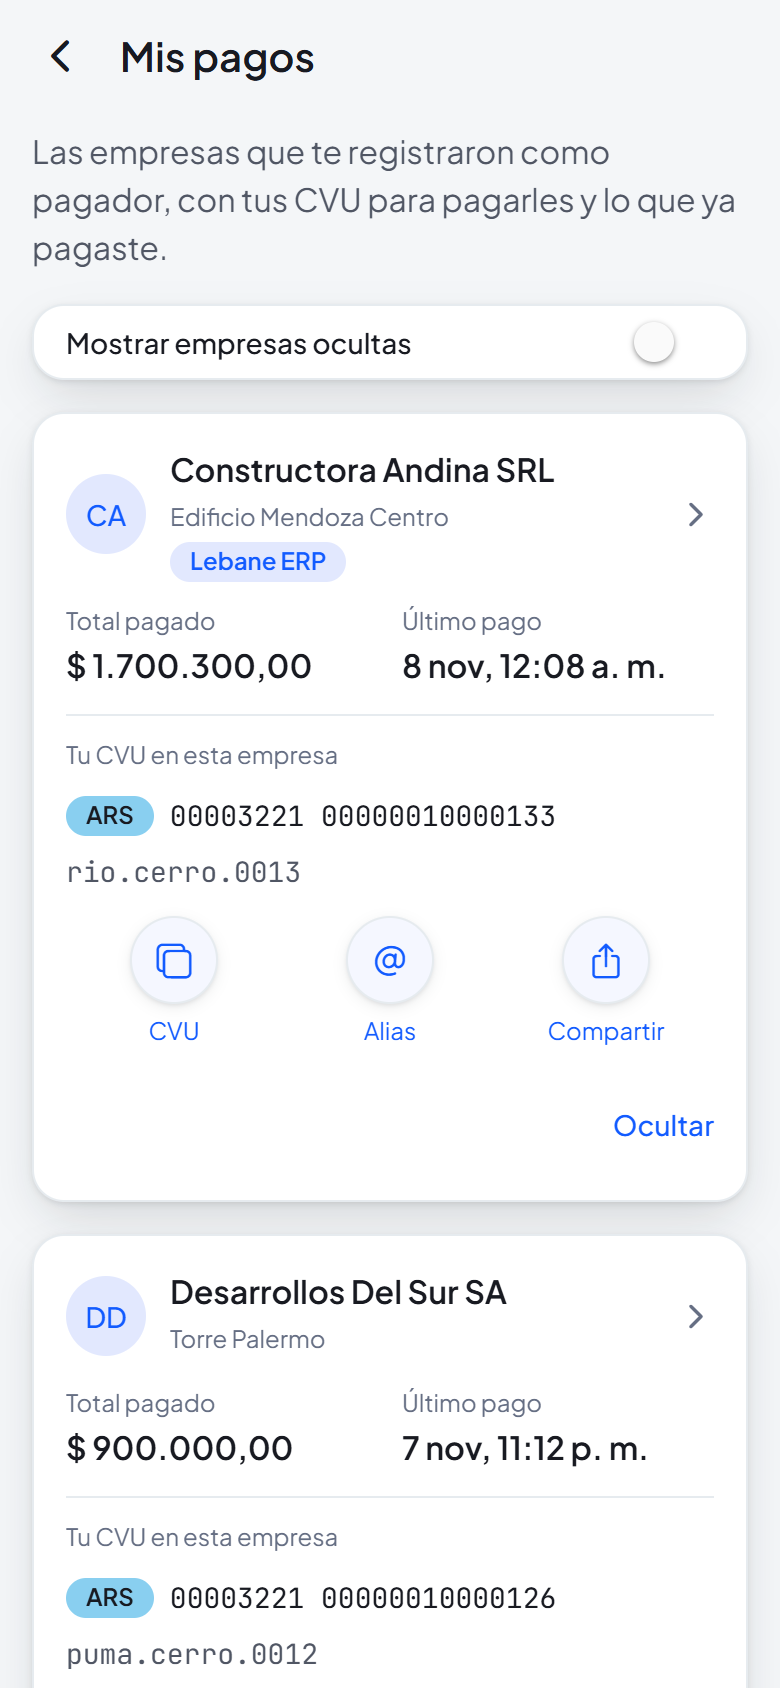 Mis pagos
Las empresas que te registraron como
pagador, con tus CVU para pagarles y lo que ya
pagaste.
Mostrar empresas ocultas
CA
Constructora Andina SRL
Edificio Mendoza Centro
Lebane ERP
Total pagado
Último pago
$ 1.700.300,00
8 nov, 12:08 a. m.
Tu CVU en esta empresa
ARS 00003221 00000010000133
rio.cerro.0013
@
CVU
Alias
Compartir
Ocultar
DD
Desarrollos Del Sur SA
Torre Palermo
Total pagado
Último pago
$ 900.000,00
7 nov, 11:12 p. m.
Tu CVU en esta empresa
ARS 00003221 00000010000126
puma.cerro.0012